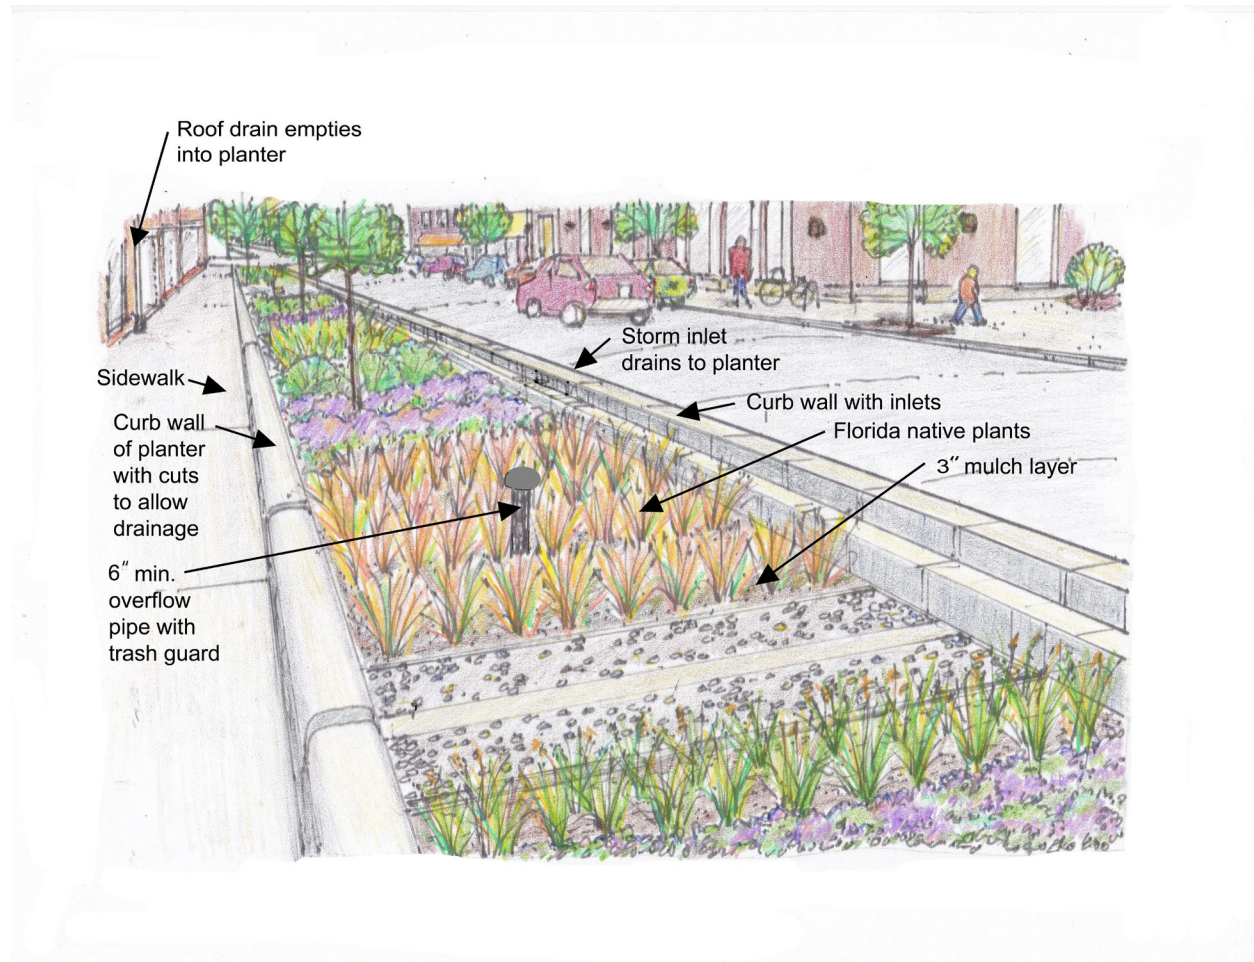 Roof drain empties
into planter
Storm inlet
drains to planter
Sidewalk
Curb wall with inlets
Curb wall
of planter
with cuts
to allow
drainage
Florida native plants
3" mulch layer
6" min.
overflow
pipe with
trash guard